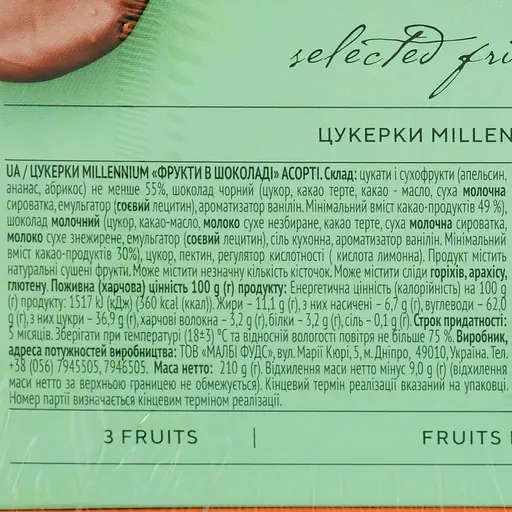 selected fri
ЦУКЕРКИ MILLEN
UA / ЦУКЕРКИ MILLENNIUM «ФРУКТИ В ШОКОЛАДІ» АСОРТІ. Склад: цукати і сухофрукти (апельсин,
ананас, абрикос) не менше 55%, шоколад чорний (цукор, какао терте, какао - масло, суха молочна
сироватка, емульгатор (соєвий лецитин), ароматизатор ванілін. Мінімальний вміст какао-продуктів 49 %),
шоколад молочний (цукор, какао-масло, молоко сухе незбиране, какао терте, суха молочна сироватка,
молоко сухе знежирене, емульгатор (соєвий лецитин), сіль кухонна, ароматизатор ванілін. Мінімальний
вміст какао-продуктів 30%), цукор, пектин, регулятор кислотності ( кислота лимонна). Продукт містить
натуральні сушені фрукти. Може містити незначну кількість кісточок. Може містити сліди горіхів, арахісу,
глютену. Поживна (харчова) цінність 100 g (г) продукту: Енергетична цінність (калорійність) на 100 g
(г) продукту: 1517 kJ (кДж) (360 kcal (ккал)). Жири – 11,1 g (г), з них насичені – 6,7 g (г), вуглеводи – 62,0
g (г), з них цукри – 36,9 g (г), харчові волокна – 3,2 g (г), білки – 3,2 g (г), сіль – 0,1 g (г). Строк придатності:
5 місяців. Зберігати при температурі (18±3) °С та відносній вологості повітря не більше 75 %. Виробник,
адреса потужностей виробництва: ТОВ «МАЛБІ ФУДС», вул. Марії Кюрі, 5, м. Дніпро, 49010, Україна. Тел.
+38 (056) 7945505, 7946505. Маса нетто: 210 g (г). Відхилення маси нетто мінус 9,0 g (г) (відхилення
маси нетто за верхньою границею не обмежується). Кінцевий термін реалізації вказаний на упаковці.
Номер партії визначається кінцевим терміном реалізації.
3 FRUITS | FRUITS